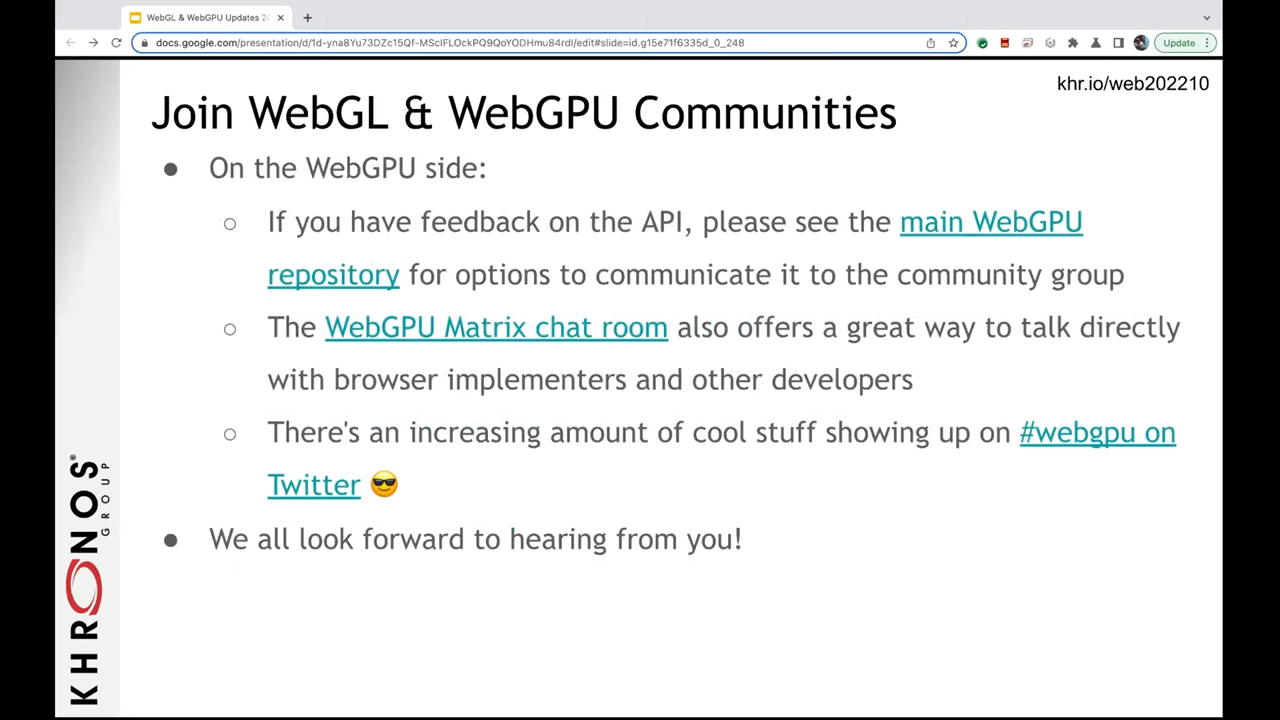 WebGL & WebGPU Updates 2
docs.google.com/presentation/d/1d-yna8Yu73DZc15Qf-MScIFLOckPQ9QoYODHmu84rdI/edit#slide=id.g15e71f6335d_0_248
Update
khr.io/web202210
Join WebGL & WebGPU Communities
● On the WebGPU side:
○ If you have feedback on the API, please see the main WebGPU
repository for options to communicate it to the community group
○ The WebGPU Matrix chat room also offers a great way to talk directly
with browser implementers and other developers
○ There's an increasing amount of cool stuff showing up on #webgpu on
Twitter 😎
● We all look forward to hearing from you!
KHRONOS®
GROUP